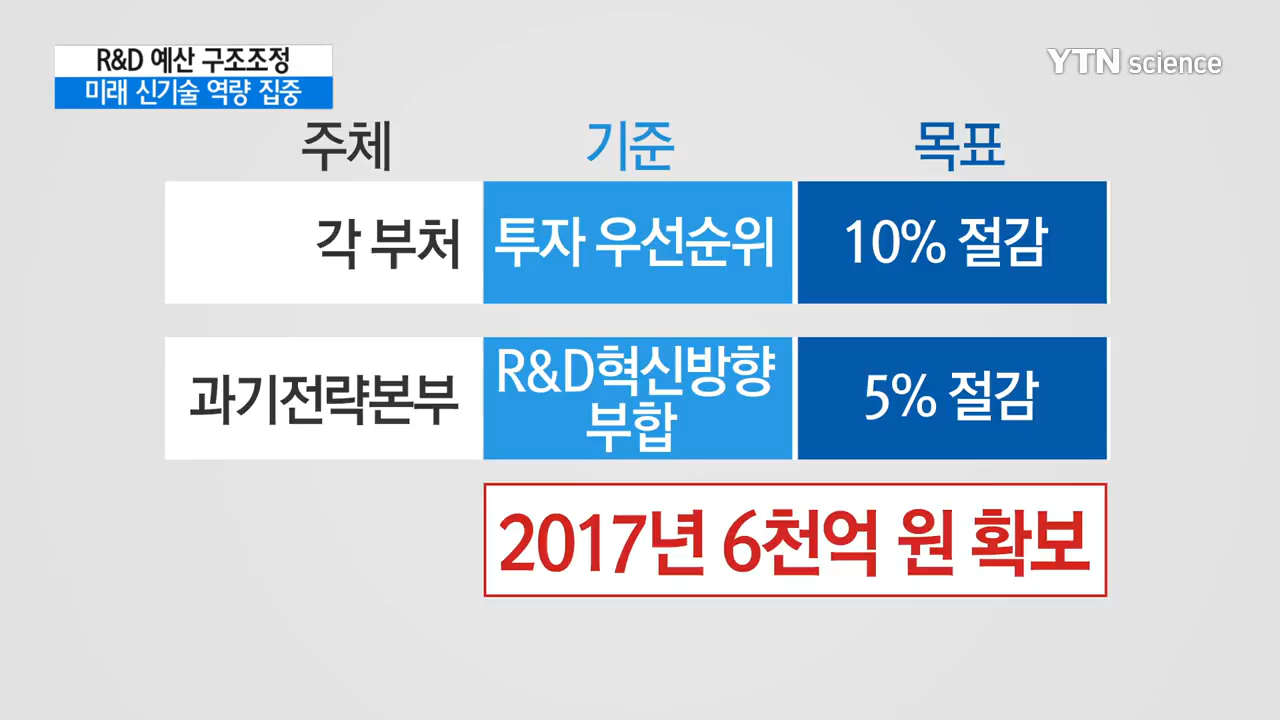 R&D 예산 구조조정
미래 신기술 역량 집중
YTN science
주체 기준 목표
각 부처 투자 우선순위 10% 절감
과기전략본부 R&D혁신방향 부합 5% 절감
2017년 6천억 원 확보